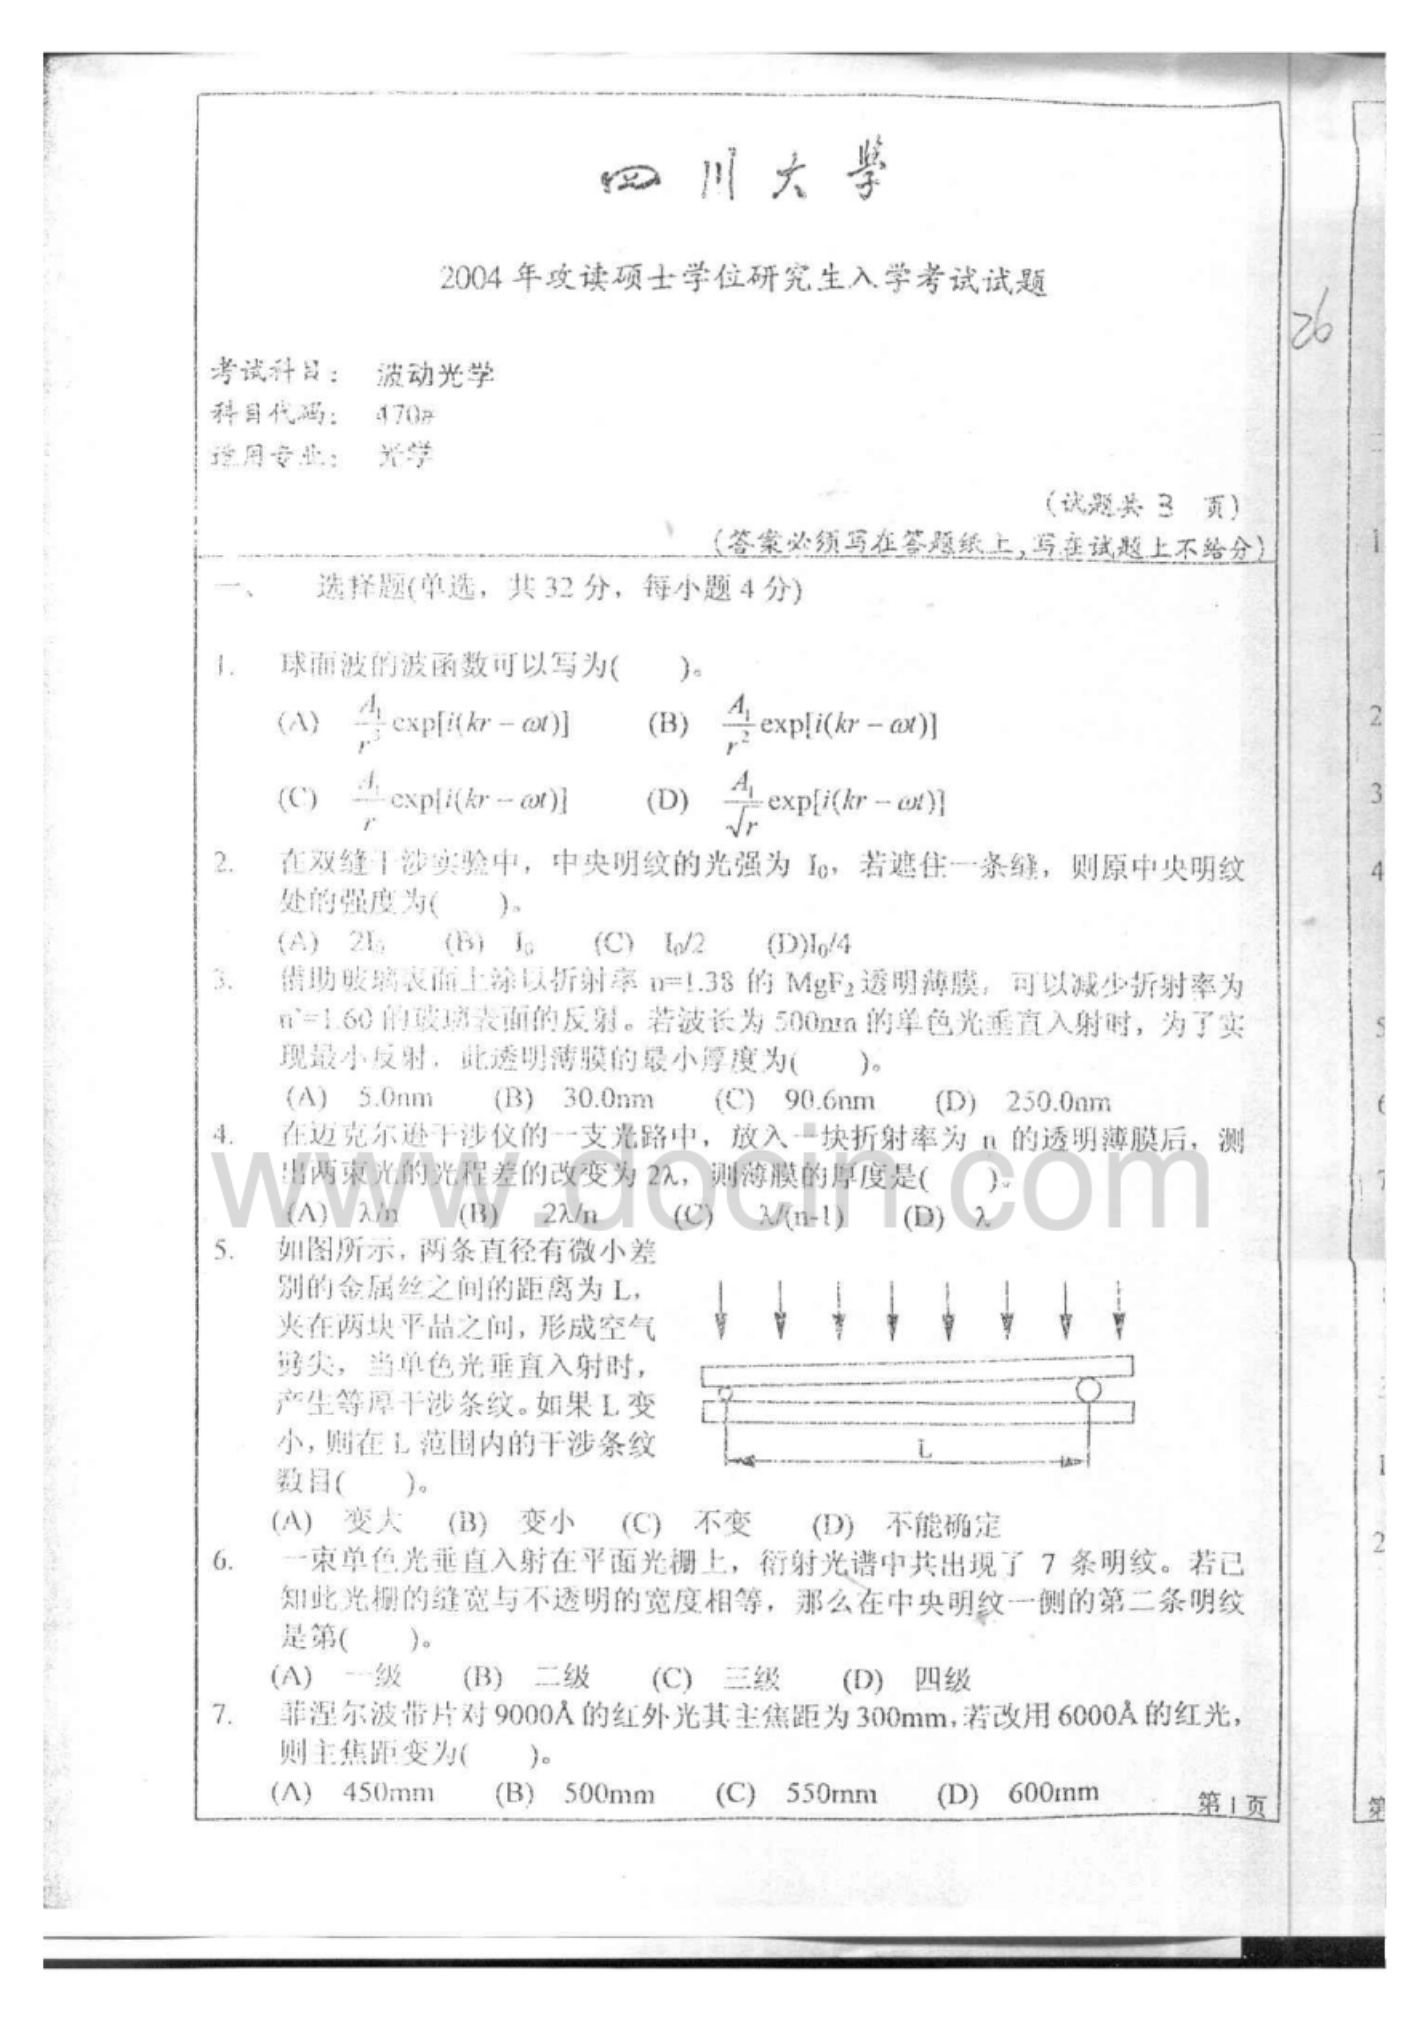 四川大學
2004年攻读硕士学位研究生入学考试试题
26
考试科目： 波动光学
科目代码：
适用专业： 光学
(试题共 3 页)
(答案必须写在答题纸上,写在试题上不给分)
一、 选择题(单选，共32分，每小题4分)
1. 球面波的波函数可以写为( )。
(A) A₁/r³ exp[i(kr－ωt)] (B) A₁/r² exp[i(kr－ωt)]
(C) A₁/r exp[i(kr－ωt)] (D) A₁/√r exp[i(kr－ωt)]
2. 在双缝干涉实验中，中央明纹的光强为 I₀，若遮住一条缝，则原中央明纹
处的强度为( )。
(A) 2I₀ (B) I₀ (C) I₀/2 (D)I₀/4
3. 借助玻璃表面上涂以折射率 n=1.38 的 MgF₂透明薄膜，可以减少折射率为
n'=1.60 的玻璃表面的反射。若波长为 500nm 的单色光垂直入射时，为了实
现最小反射，此透明薄膜的最小厚度为( )。
(A) 5.0nm (B) 30.0nm (C) 90.6nm (D) 250.0nm
4. 在迈克尔逊干涉仪的一支光路中，放入一块折射率为 n 的透明薄膜后，测
出两束光的光程差的改变为 2λ，则薄膜的厚度是( )。
(A) λ/n (B) 2λ/n (C) λ/(n-1) (D) λ
www.docin.com
5. 如图所示，两条直径有微小差
别的金属丝之间的距离为 L，
夹在两块平晶之间，形成空气
劈尖，当单色光垂直入射时，
产生等厚干涉条纹。如果 L 变
小，则在 L 范围内的干涉条纹
数目( )。
L
(A) 变大 (B) 变小 (C) 不变 (D) 不能确定
6. 一束单色光垂直入射在平面光栅上，衍射光谱中共出现了 7 条明纹。若已
知此光栅的缝宽与不透明的宽度相等，那么在中央明纹一侧的第二条明纹
是第( )。
(A) 一级 (B) 二级 (C) 三级 (D) 四级
7. 菲涅尔波带片对 9000Å 的红外光其主焦距为 300mm，若改用 6000Å 的红光，
则主焦距变为( )。
(A) 450mm (B) 500mm (C) 550mm (D) 600mm
第1页
1
2
3
4
5
7
1
2
第